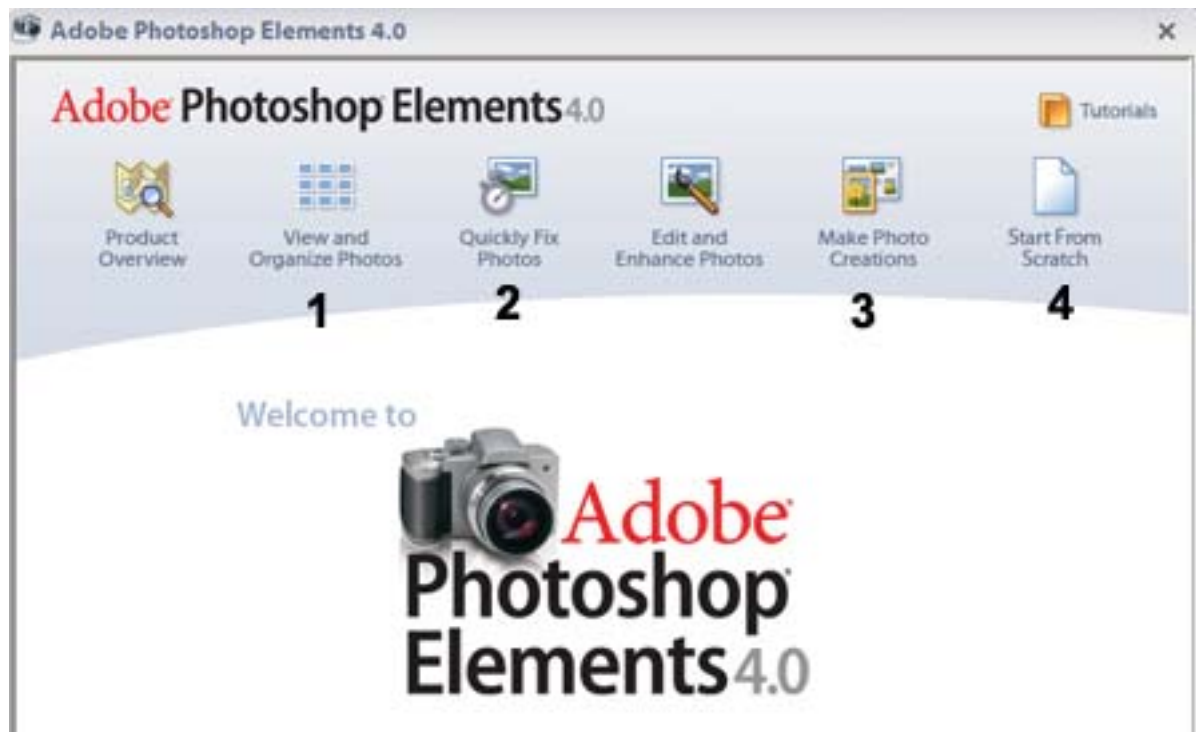 Adobe Photoshop Elements 4.0
Adobe Photoshop Elements 4.0
Tutorials
Product
Overview
View and
Organize Photos
Quickly Fix
Photos
Edit and
Enhance Photos
Make Photo
Creations
Start From
Scratch
1
2
3
4
Welcome to
Adobe
Photoshop
Elements 4.0